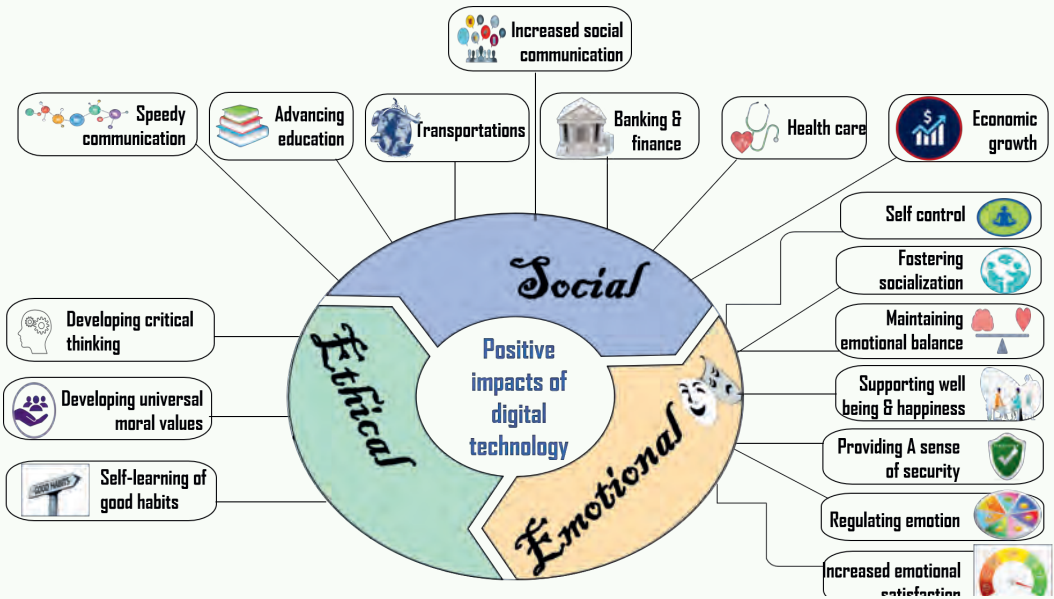 Increased social
communication
Speedy
communication
Advancing
education
Transportations
Banking &
finance
Health care
Economic
growth
Self control
Fostering
socialization
Maintaining
emotional balance
Supporting well
being & happiness
Providing A sense
of security
Regulating emotion
Increased emotional
satisfaction
Developing critical
thinking
Developing universal
moral values
GOOD HABITS
Self-learning of
good habits
Social
Ethical
Emotional
Positive
impacts of
digital
technology